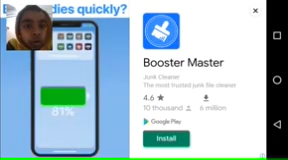 dies quickly?
81%
Booster Master
Junk Cleaner
The most trusted junk file cleaner
4.6 ★
10 thousand
6 million
Google Play
Install